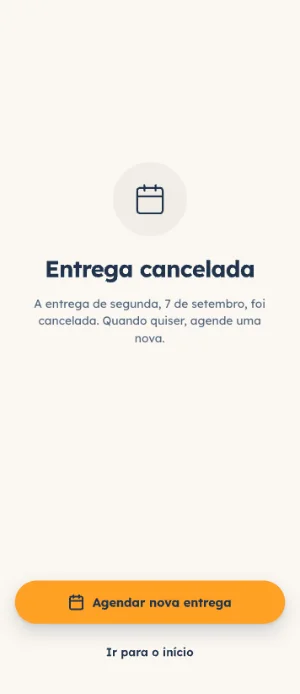 Entrega cancelada
A entrega de segunda, 7 de setembro, foi
cancelada. Quando quiser, agende uma
nova.
Agendar nova entrega
Ir para o início